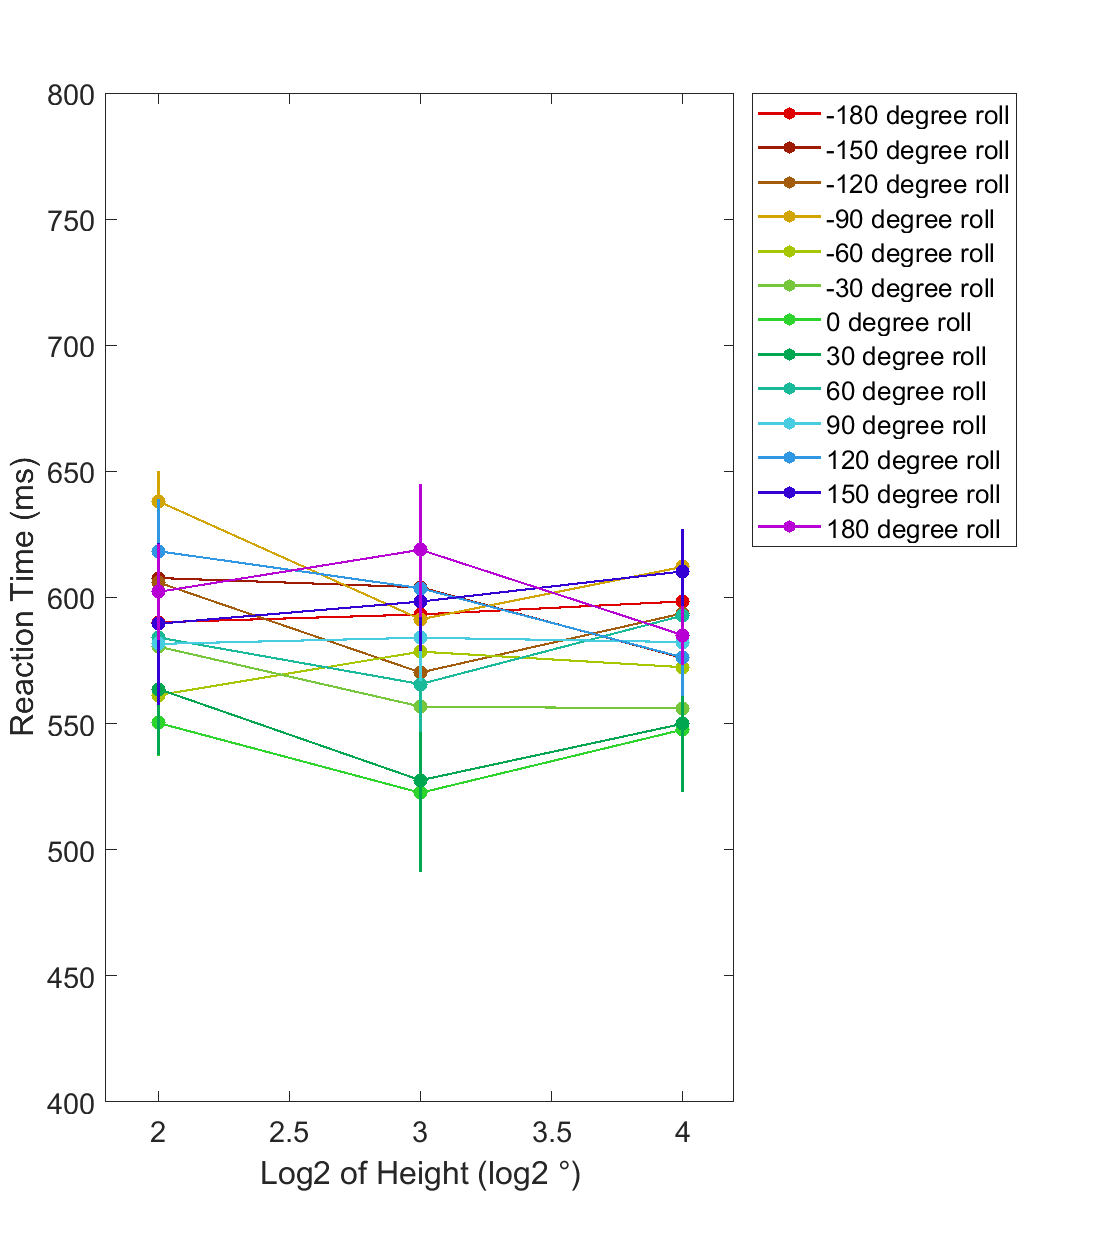 800
750
700
650
600
550
500
450
400
Reaction Time (ms)
2
2.5
3
3.5
4
Log2 of Height (log2 °)
-180 degree roll
-150 degree roll
-120 degree roll
-90 degree roll
-60 degree roll
-30 degree roll
0 degree roll
30 degree roll
60 degree roll
90 degree roll
120 degree roll
150 degree roll
180 degree roll